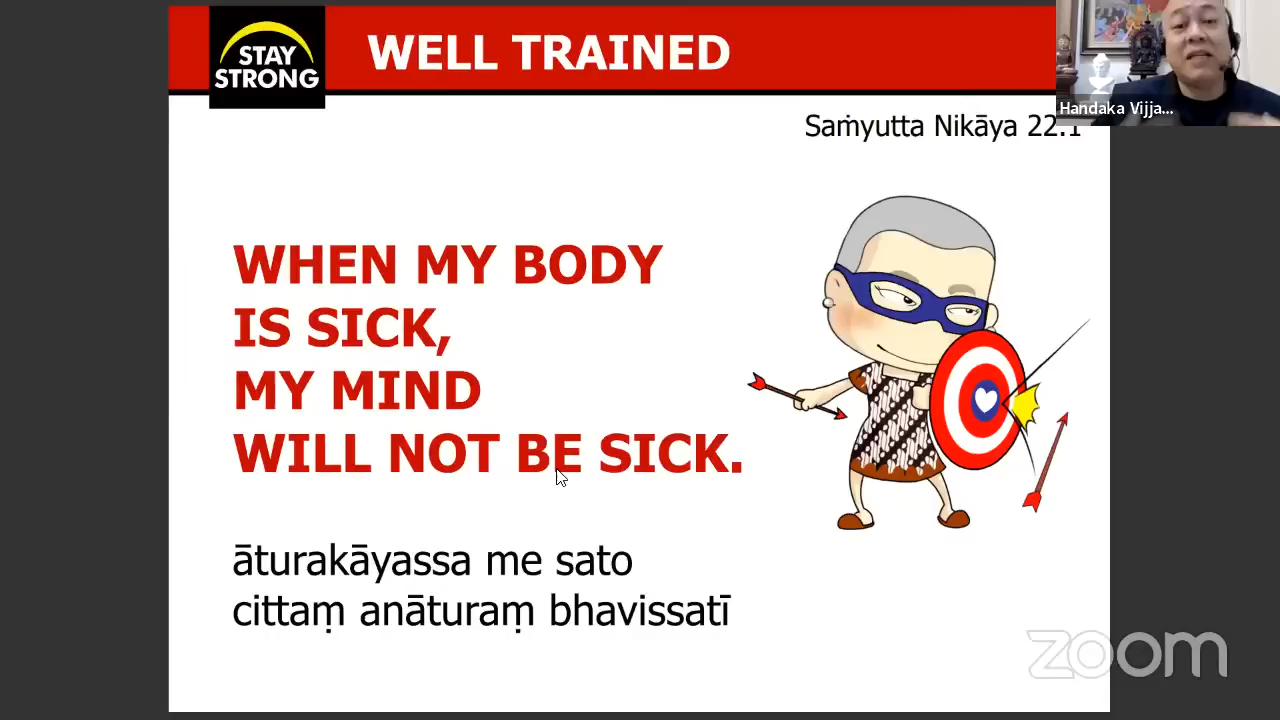 STAY
STRONG
WELL TRAINED
Handaka Vijja...
Saṁyutta Nikāya 22.1
WHEN MY BODY
IS SICK,
MY MIND
WILL NOT BE SICK.
āturakāyassa me sato
cittaṃ anāturaṃ bhavissatī
zoom